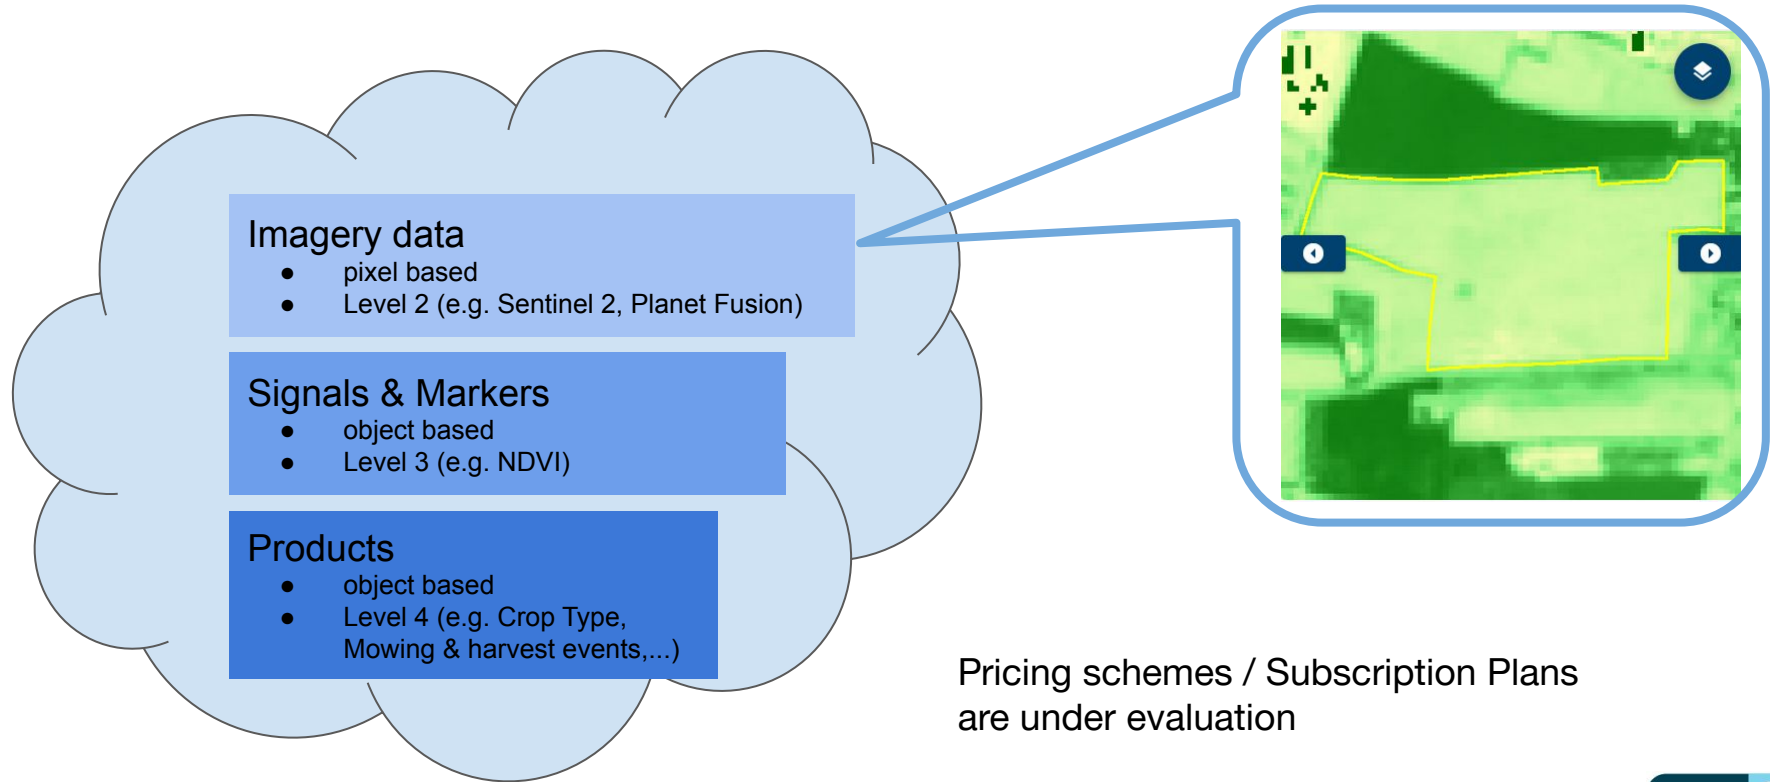 Imagery data
● pixel based
● Level 2 (e.g. Sentinel 2, Planet Fusion)
Signals & Markers
● object based
● Level 3 (e.g. NDVI)
Products
● object based
● Level 4 (e.g. Crop Type,
Mowing & harvest events,...)
Pricing schemes / Subscription Plans
are under evaluation